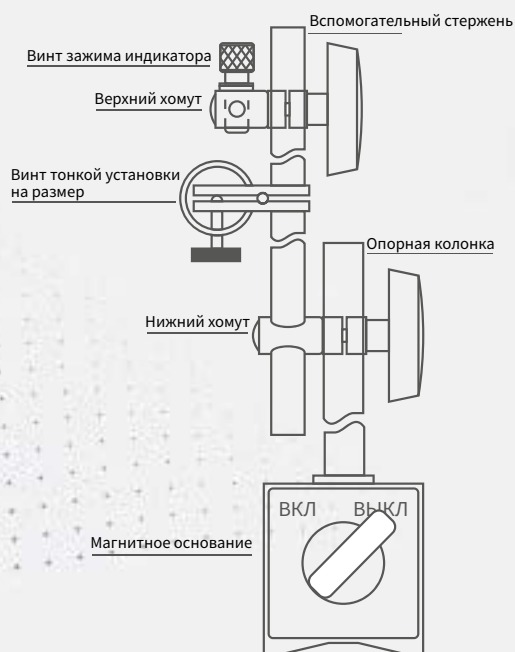 Вспомогательный стержень
Винт зажима индикатора
Верхний хомут
Винт тонкой установки
на размер
Опорная колонка
Нижний хомут
ВКЛ ВЫКЛ
Магнитное основание